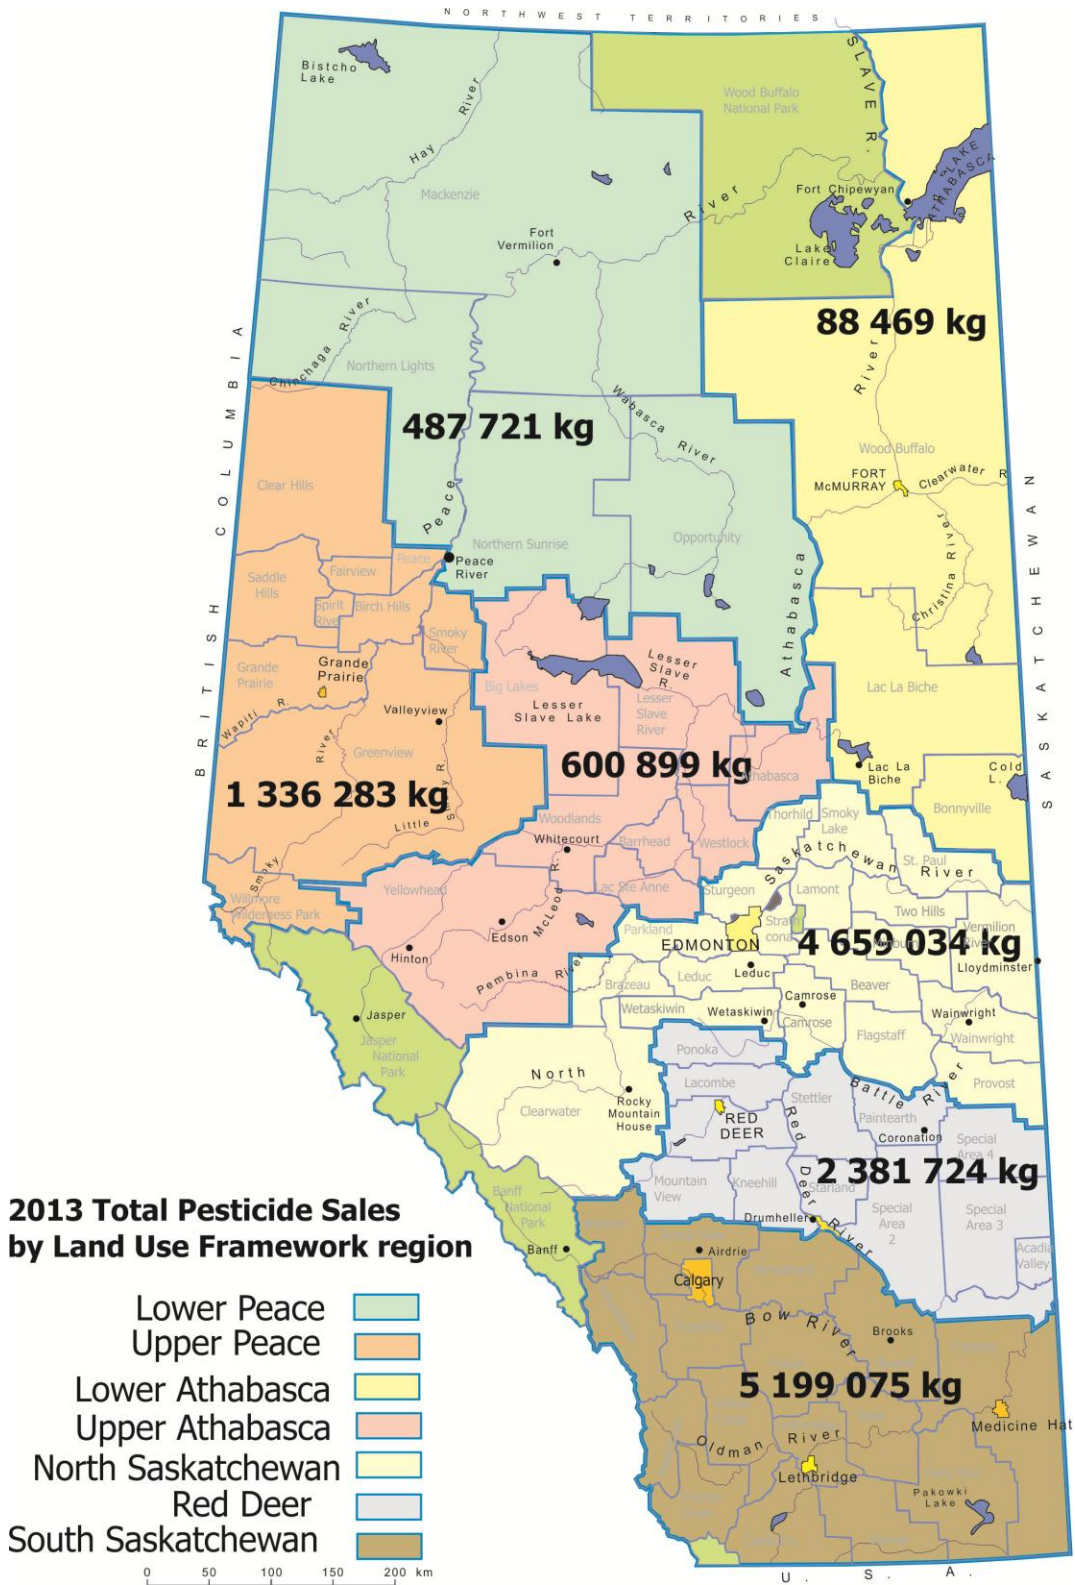 NORTHWEST TERRITORIES
Bistcho
Lake
Hay River
Mackenzie
Wood Buffalo
National Park
SLAVE R.
LAKE
ATHABASCA
Fort Chipewyan
Lake
Claire
River
Fort
Vermilion
88 469 kg
BRITISH COLUMBIA
Chinchaga River
Northern Lights
487 721 kg
Wabasca River
River
Wood Buffalo
FORT
McMURRAY
Clearwater R
Christina River
SASKATCHEWAN
Clear Hills
Peace
Northern Sunrise
Opportunity
Athabasca
Peace
River
Peace
Fairview
Saddle
Hills
Spirit
River
Birch Hills
Smoky
River
Grande
Prairie
Grande
Prairie
Wapiti R.
Valleyview
River
Greenview
Big Lakes
Lesser
Slave Lake
Lesser
Slave
R.
Lesser
Slave
River
Lac La Biche
1 336 283 kg
600 899 kg
Athabasca
Lac La
Biche
Cold
L.
Bonnyville
Little Smoky R.
Smoky
Woodlands
Whitecourt
Barrhead
Westlock
Thorhild
Smoky
Lake
Saskatchewan River
St. Paul
Willmore
Wilderness Park
Yellowhead
Lac Ste Anne
McLeod R.
Sturgeon
Lamont
Two Hills
Vermilion
River
Parkland
Strath
cona
EDMONTON
4 659 034 kg
Minburn
Lloydminster
Edson
Hinton
Pembina River
Brazeau
Leduc
Leduc
Beaver
Wetaskiwin
Wetaskiwin
Camrose
Camrose
Flagstaff
Wainwright
Wainwright
Jasper
Jasper
National
Park
Ponoka
Provost
North
Clearwater
Rocky
Mountain
House
Lacombe
RED
DEER
Stettler
Battle River
Paintearth
Coronation
Special
Area 4
Red Deer River
2 381 724 kg
Mountain
View
Kneehill
Starland
Drumheller
Special
Area
2
Special
Area 3
Acadia
Valley
Banff
National
Park
Banff
2013 Total Pesticide Sales
by Land Use Framework region
Airdrie
Calgary
Bow River
Brooks
5 199 075 kg
Medicine Hat
Oldman River
Lethbridge
Pakowki
Lake
Lower Peace
Upper Peace
Lower Athabasca
Upper Athabasca
North Saskatchewan
Red Deer
South Saskatchewan
0 50 100 150 200 km
U. S. A.